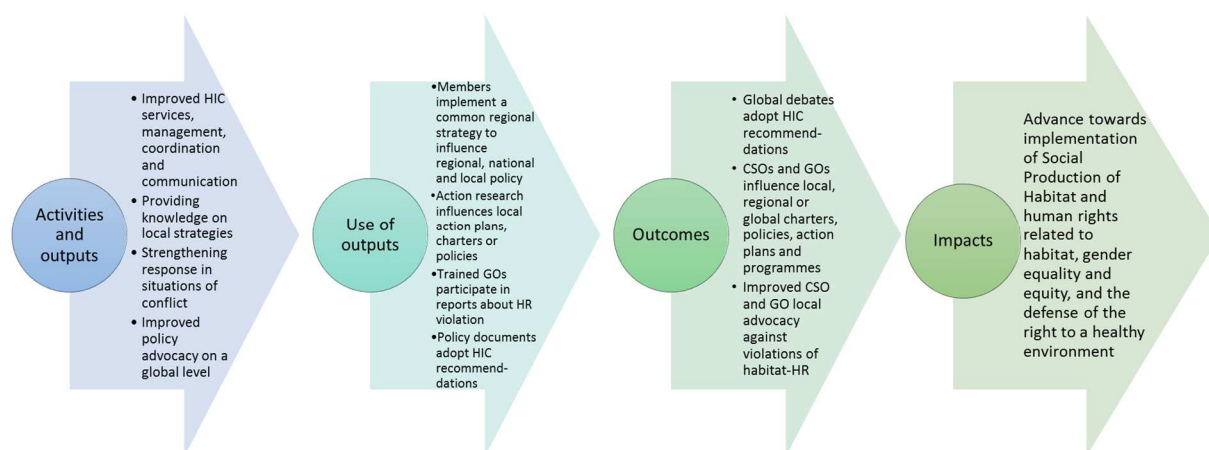 Activities
and
outputs
• Improved HIC
services,
management,
coordination
and
communication
• Providing
knowledge on
local strategies
• Strengthening
response in
situations of
conflict
• Improved
policy
advocacy on a
global level
Use of
outputs
•Members
implement a
common regional
strategy to
influence
regional, national
and local policy
•Action research
influences local
action plans,
charters or
policies
•Trained GOs
participate in
reports about HR
violation
•Policy documents
adopt HIC
recommend-
dations
Outcomes
• Global debates
adopt HIC
recommend-
dations
• CSOs and GOs
influence local,
regional or
global charters,
policies, action
plans and
programmes
• Improved CSO
and GO local
advocacy
against
violations of
habitat-HR
Impacts
Advance towards
implementation
of Social
Production of
Habitat and
human rights
related to
habitat, gender
equality and
equity, and the
defense of the
right to a healthy
environment